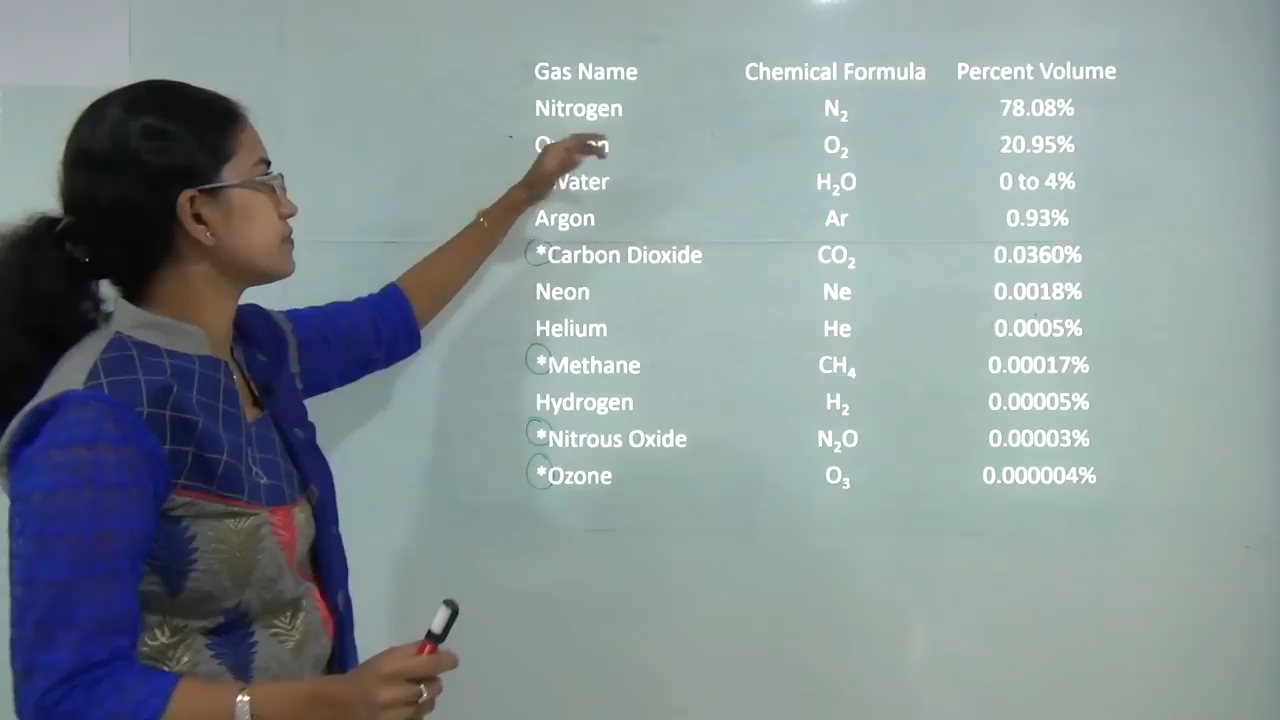 Gas Name Chemical Formula Percent Volume
Nitrogen N₂ 78.08%
O₂ 20.95%
Water H₂O 0 to 4%
Argon Ar 0.93%
*Carbon Dioxide CO₂ 0.0360%
Neon Ne 0.0018%
Helium He 0.0005%
*Methane CH₄ 0.00017%
Hydrogen H₂ 0.00005%
*Nitrous Oxide N₂O 0.00003%
*Ozone O₃ 0.000004%